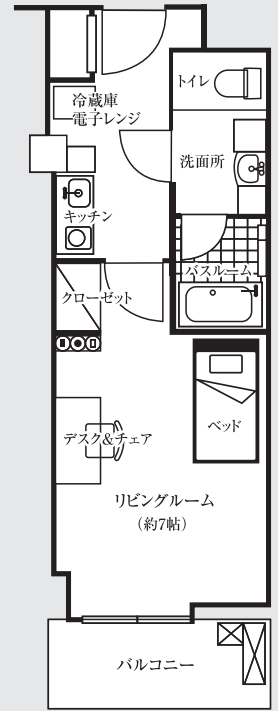 トイレ
冷蔵庫
電子レンジ
洗面所
キッチン
バスルーム
クローゼット
ベッド
デスク&チェア
リビングルーム
(約7帖)
バルコニー